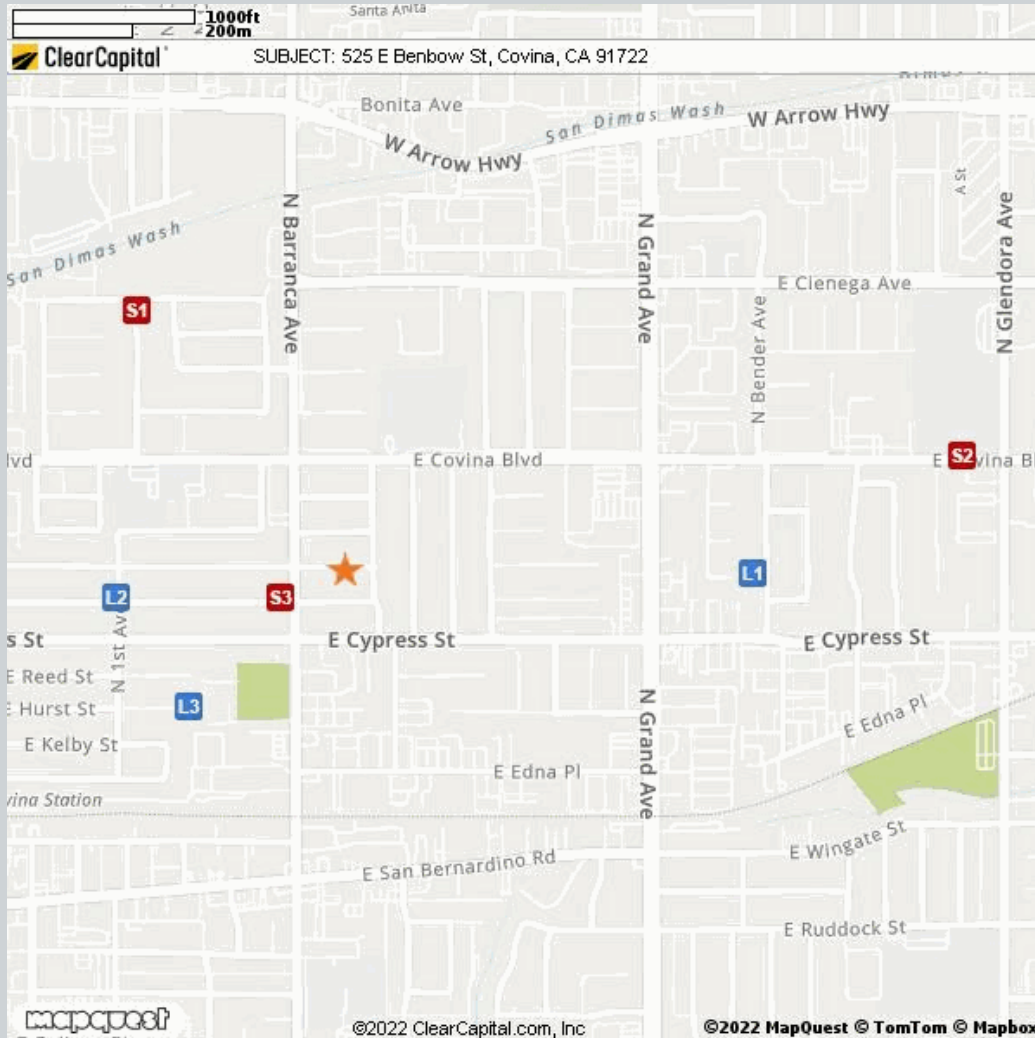 Santa Anita
1000ft
200m
ClearCapital
SUBJECT: 525 E Benbow St, Covina, CA 91722
Bonita Ave
San Dimas Wash
W Arrow Hwy
W Arrow Hwy
A St
N Barranca Ave
N Grand Ave
N Glendora Ave
San Dimas Wash
E Cienega Ave
S1
N Bender Ave
lvd
E Covina Blvd
E
S2
vina Bl
L1
L2
S3
N 1st Av
s St
E Cypress St
E Cypress St
E Reed St
L3
E Hurst St
N Grand Ave
E Edna Pl
E Kelby St
E Edna Pl
vina Station
E Wingate St
E San Bernardino Rd
E Ruddock St
mapquest
©2022 ClearCapital.com, Inc
©2022 MapQuest © TomTom © Mapbox